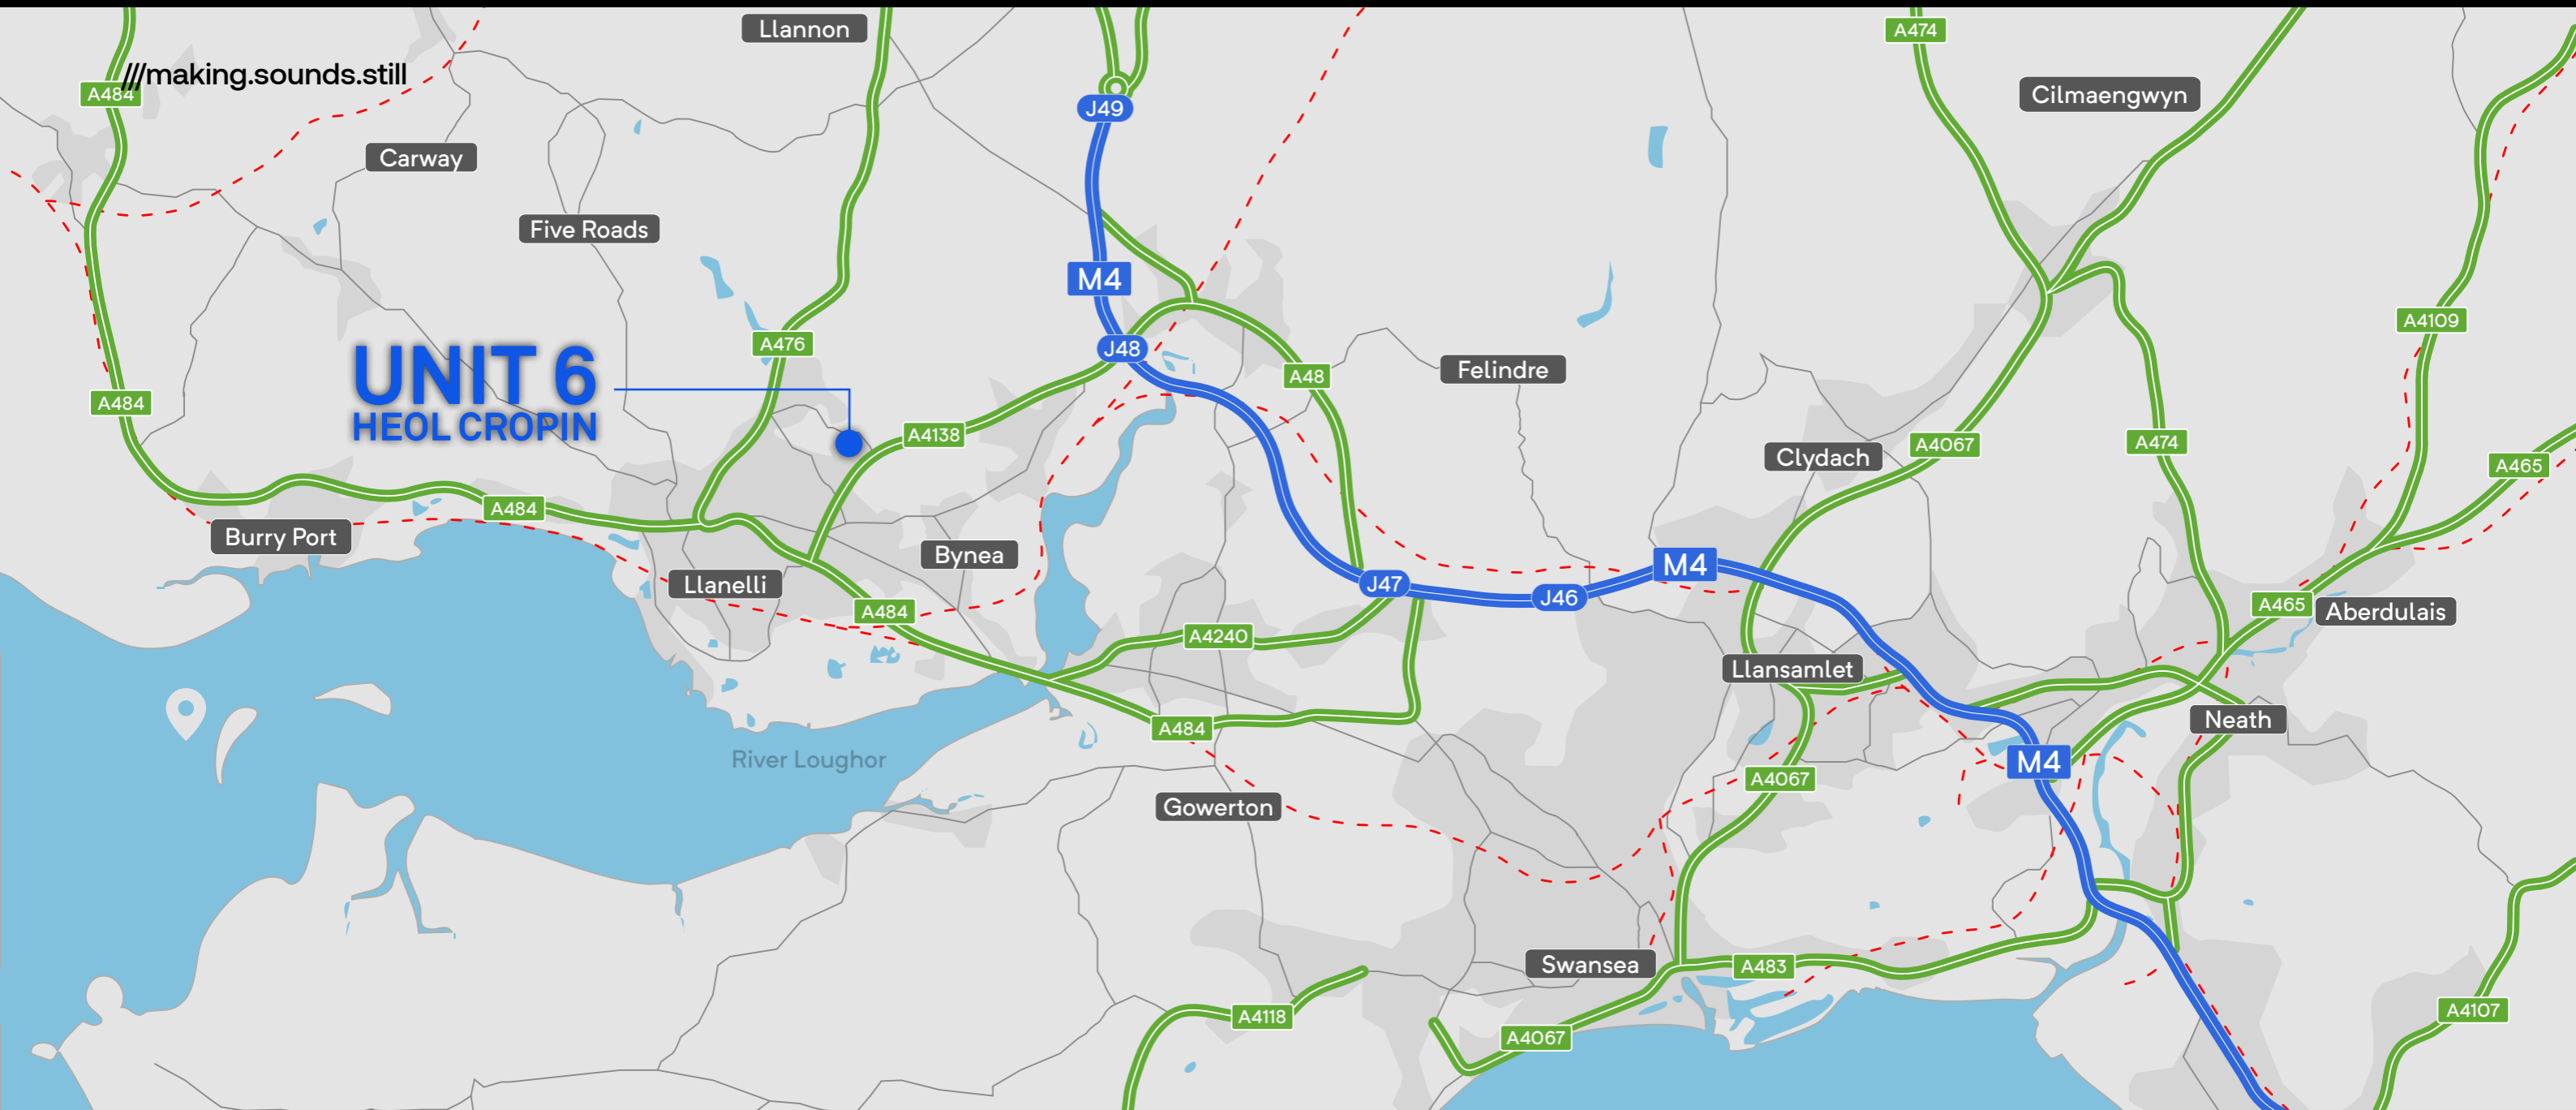 Llannon
A474
///making.sounds.still
A484
J49
Cilmaengwyn
Carway
Five Roads
M4
A4109
A476
J48
UNIT 6
HEOL CROPIN
A48
Felindre
A484
A4138
A474
A4067
Clydach
A465
A484
Burry Port
Bynea
M4
Llanelli
J47
J46
A484
A465
Aberdulais
A4240
Llansamlet
A484
Neath
River Loughor
M4
A4067
Gowerton
Swansea
A483
A4118
A4107
A4067